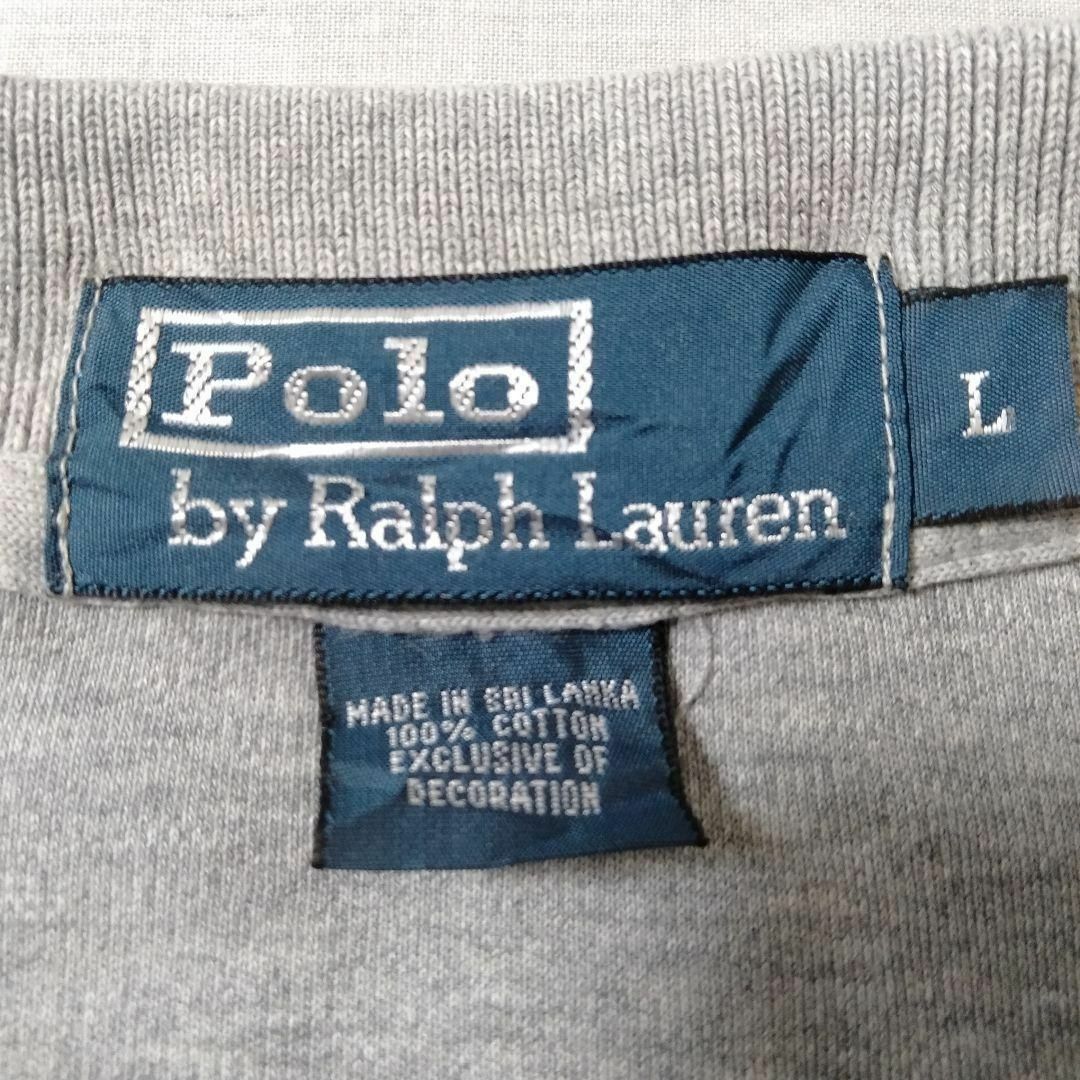 Polo
by Ralph Lauren
L
MADE IN SRI LANKA
100% COTTON
EXCLUSIVE OF
DECORATION